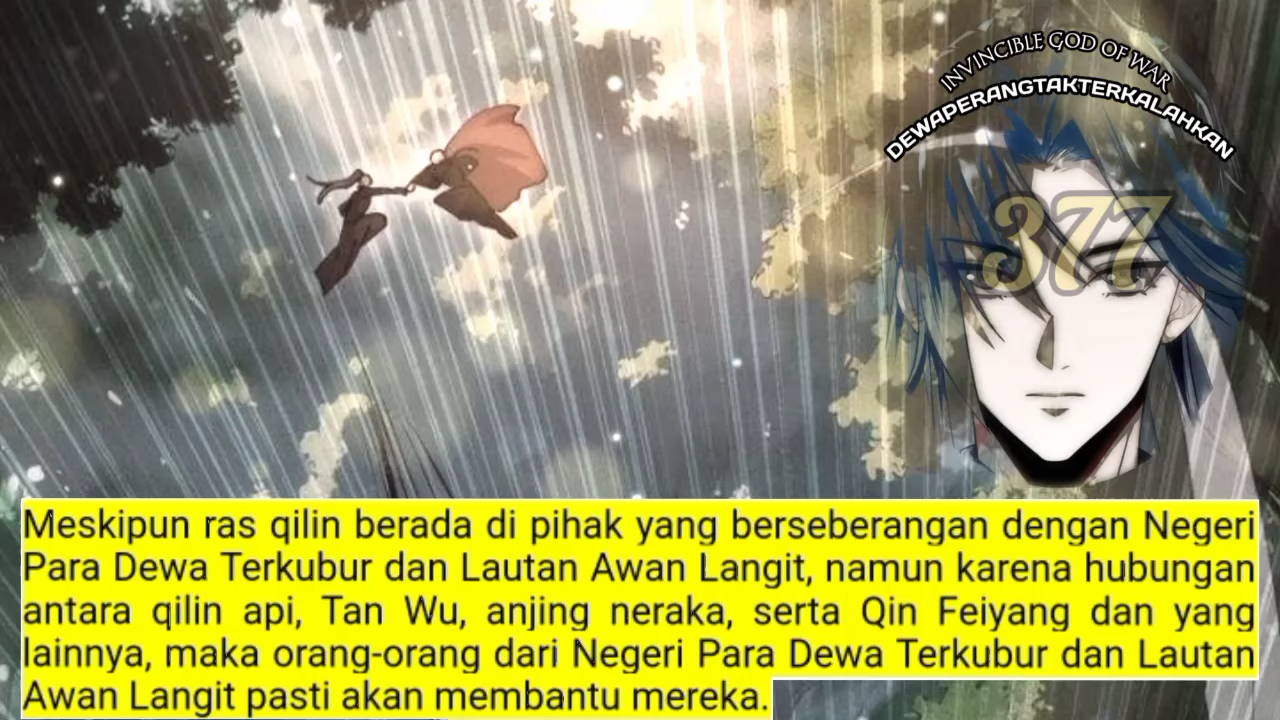 INVINCIBLE GOD OF WAR
DEWAPERANGTAKTERKALAHKAN
377
Meskipun ras qilin berada di pihak yang berseberangan dengan Negeri
Para Dewa Terkubur dan Lautan Awan Langit, namun karena hubungan
antara qilin api, Tan Wu, anjing neraka, serta Qin Feiyang dan yang
lainnya, maka orang-orang dari Negeri Para Dewa Terkubur dan Lautan
Awan Langit pasti akan membantu mereka.